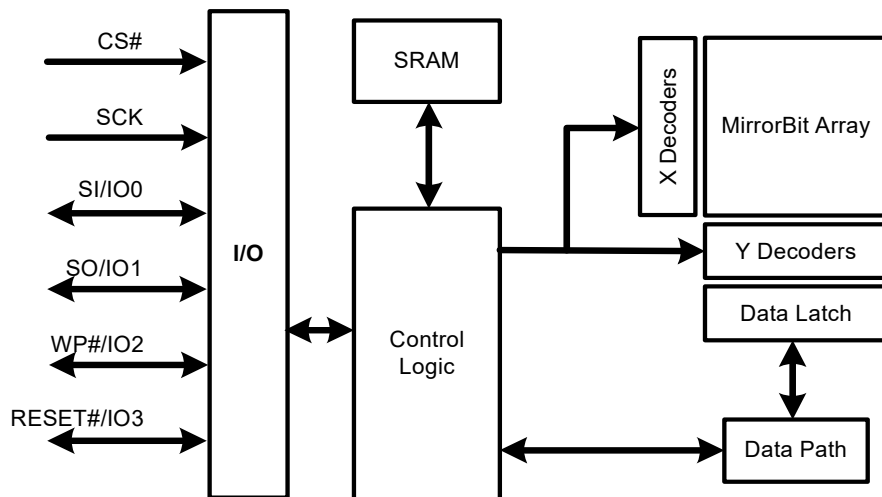 CS#
SCK
SI/IO0
SO/IO1
WP#/IO2
RESET#/IO3
I/O
SRAM
Control
Logic
X Decoders
MirrorBit Array
Y Decoders
Data Latch
Data Path